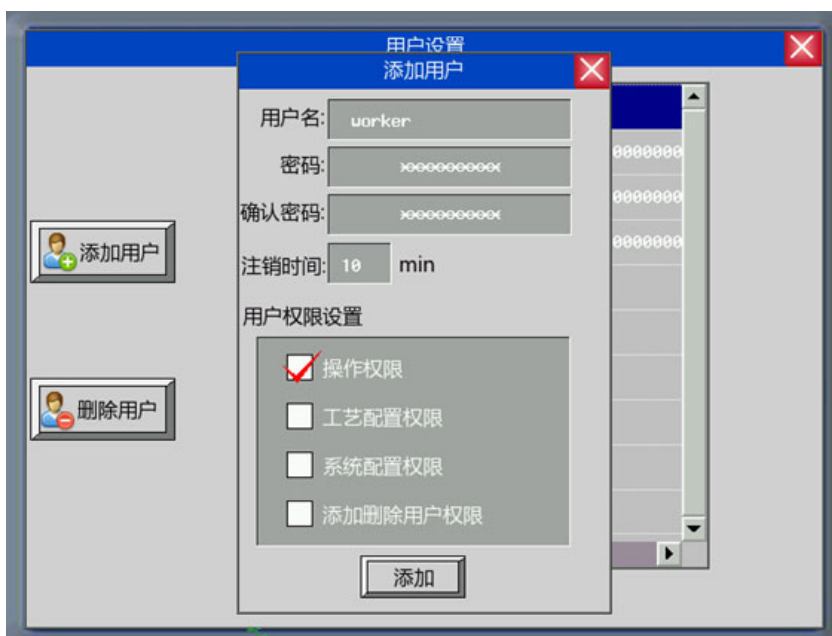 用户设置
添加用户
用户名: worker
密码: ***********
确认密码: ***********
0000000
0000000
0000000
注销时间: 10 min
添加用户
用户权限设置
操作权限
删除用户
工艺配置权限
系统配置权限
添加删除用户权限
添加